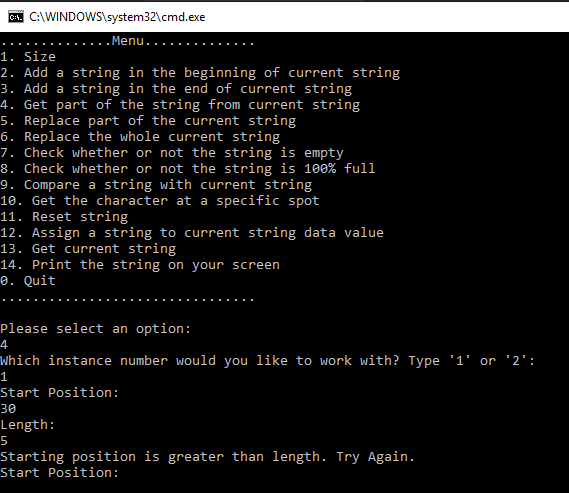 C:\WINDOWS\system32\cmd.exe
..............Menu..............
1. Size
2. Add a string in the beginning of current string
3. Add a string in the end of current string
4. Get part of the string from current string
5. Replace part of the current string
6. Replace the whole current string
7. Check whether or not the string is empty
8. Check whether or not the string is 100% full
9. Compare a string with current string
10. Get the character at a specific spot
11. Reset string
12. Assign a string to current string data value
13. Get current string
14. Print the string on your screen
0. Quit
................................
Please select an option:
4
Which instance number would you like to work with? Type '1' or '2':
1
Start Position:
30
Length:
5
Starting position is greater than length. Try Again.
Start Position: